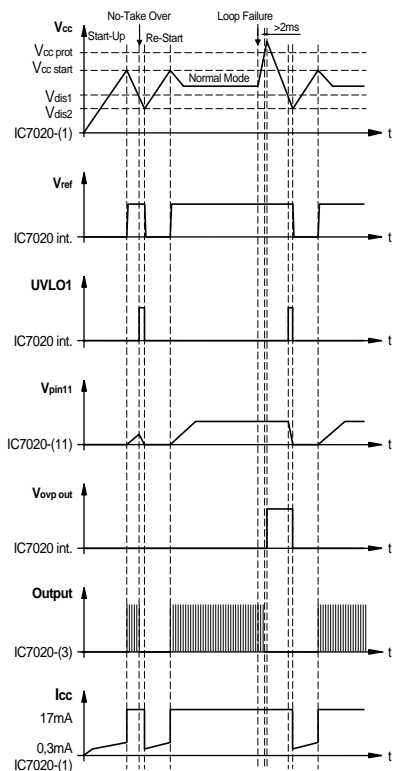 No-Take Over
Loop Failure
Vcc
Start-Up
Re-Start
>2ms
Vcc prot
Vcc start
Normal Mode
Vdis1
Vdis2
IC7020-(1)
t
Vref
IC7020 int.
t
UVLO1
IC7020 int.
t
Vpin11
IC7020-(11)
t
Vovp out
IC7020 int.
t
Output
IC7020-(3)
t
Icc
17mA
0,3mA
IC7020-(1)
t